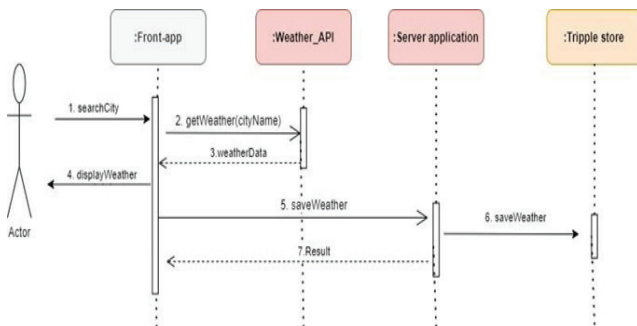 :Front-app
:Weather_API
:Server application
:Tripple store
1. searchCity
2. getWeather(cityName)
3.weatherData
4. displayWeather
5. saveWeather
6. saveWeather
7.Result
Actor